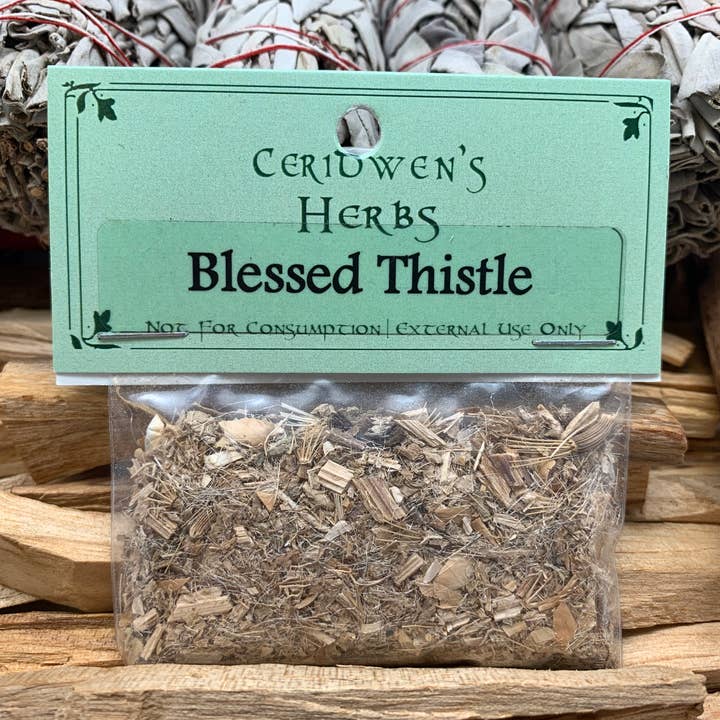 Ceridwen's
Herbs
Blessed Thistle
Not For Consumption | External Use Only